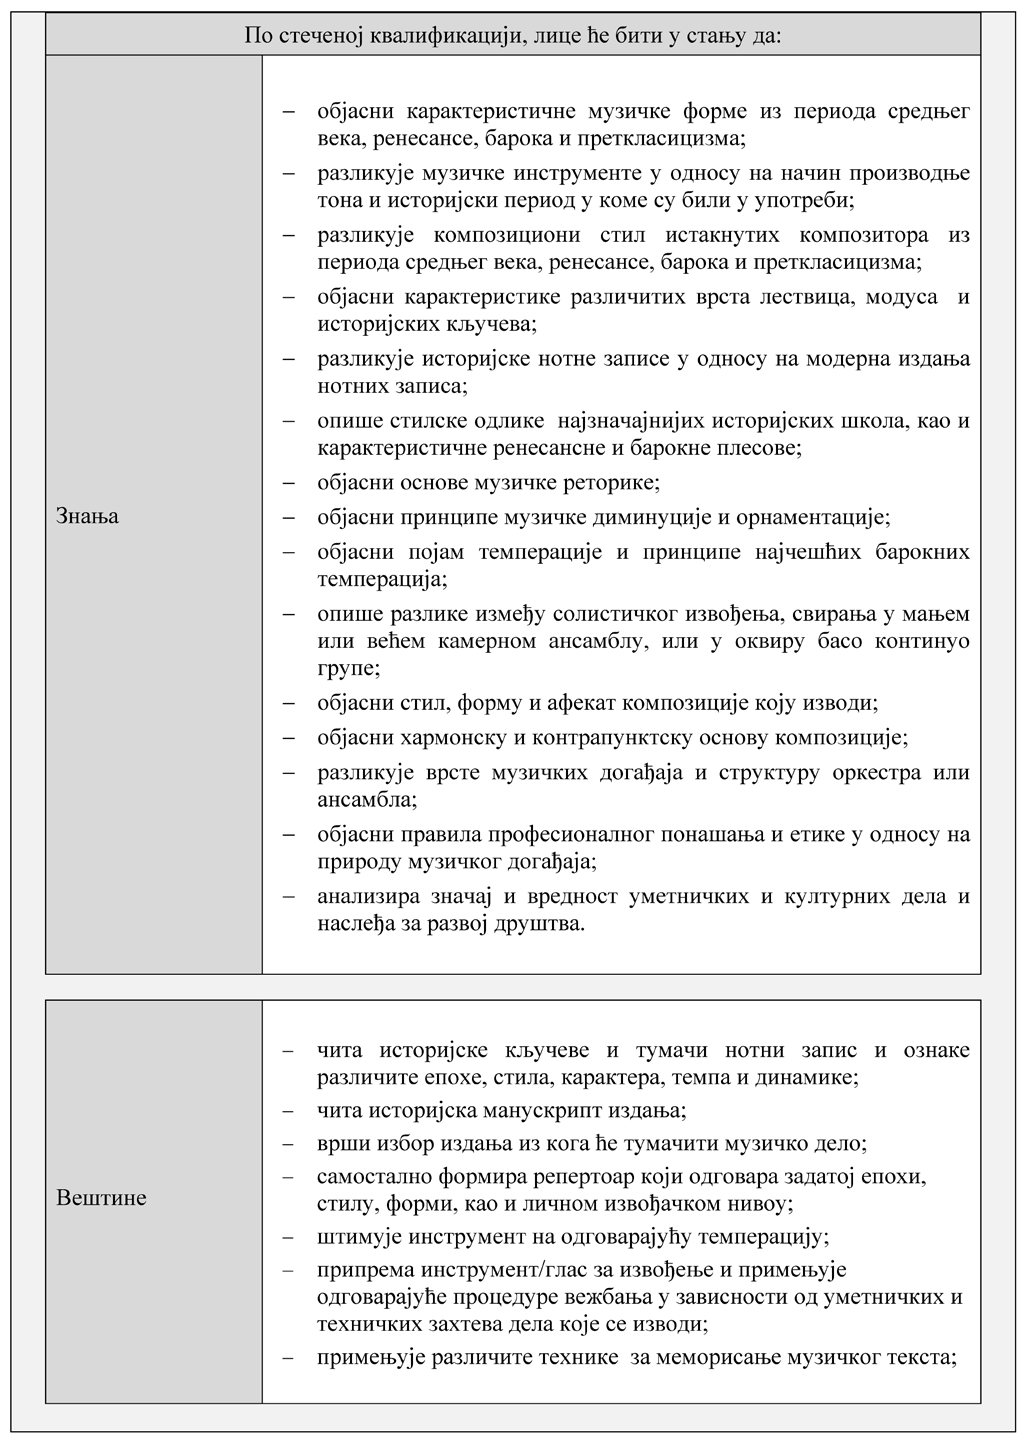 По стеченој квалификацији, лице ће бити у стању да:
Знања
– објасни карактеристичне музичке форме из периода средњег
века, ренесансе, барока и преткласицизма;
– разликује музичке инструменте у односу на начин производње
тона и историјски период у коме су били у употреби;
– разликује композициони стил истакнутих композитора из
периода средњег века, ренесансе, барока и преткласицизма;
– објасни карактеристике различитих врста лествица, модуса и
историјских кључева;
– разликује историјске нотне записе у односу на модерна издања
нотних записа;
– опише стилске одлике најзначајнијих историјских школа, као и
карактеристичне ренесансне и барокне плесове;
– објасни основе музичке реторике;
– објасни принципе музичке диминуције и орнаментације;
– објасни појам темперације и принципе најчешћих барокних
темперација;
– опише разлике између солистичког извођења, свирања у мањем
или већем камерном ансамблу, или у оквиру басо континуо
групе;
– објасни стил, форму и афекат композиције коју изводи;
– објасни хармонску и контрапунктску основу композиције;
– разликује врсте музичких догађаја и структуру оркестра или
ансамбла;
– објасни правила професионалног понашања и етике у односу на
природу музичког догађаја;
– анализира значај и вредност уметничких и културних дела и
наслеђа за развој друштва.
Вештине
– чита историјске кључеве и тумачи нотни запис и ознаке
различите епохе, стила, карактера, темпа и динамике;
– чита историјска манускрипт издања;
– врши избор издања из кога ће тумачити музичко дело;
– самостално формира репертоар који одговара задатој епохи,
стилу, форми, као и личном извођачком нивоу;
– штимује инструмент на одговарајућу темперацију;
– припрема инструмент/глас за извођење и примењује
одговарајуће процедуре вежбања у зависности од уметничких и
техничких захтева дела које се изводи;
– примењује различите технике за меморисање музичког текста;